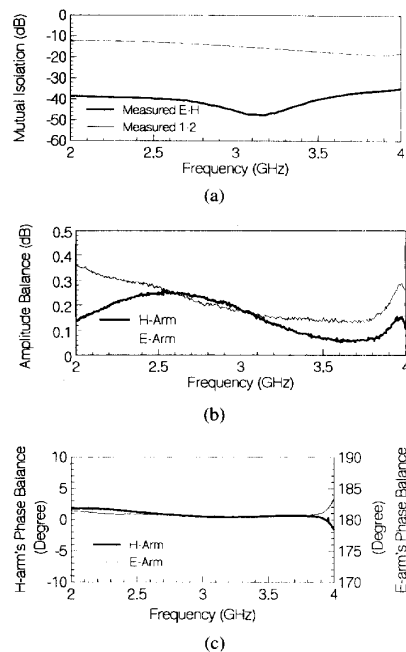 0
-10
-20
-30
-40
-50
-60
Mutual Isolation (dB)
Measured E-H
Measured 1-2
2 2.5 3 3.5 4
Frequency (GHz)
(a)
0.5
0.4
0.3
0.2
0.1
0
Amplitude Balance (dB)
H-Arm
E-Arm
2 2.5 3 3.5 4
Frequency (GHz)
(b)
H-arm's Phase Balance
(Degree)
10
5
0
-5
-10
190
185
180
175
170
(Degree)
E-arm's Phase Balance
H-Arm
E-Arm
2 2.5 3 3.5 4
Frequency (GHz)
(c)